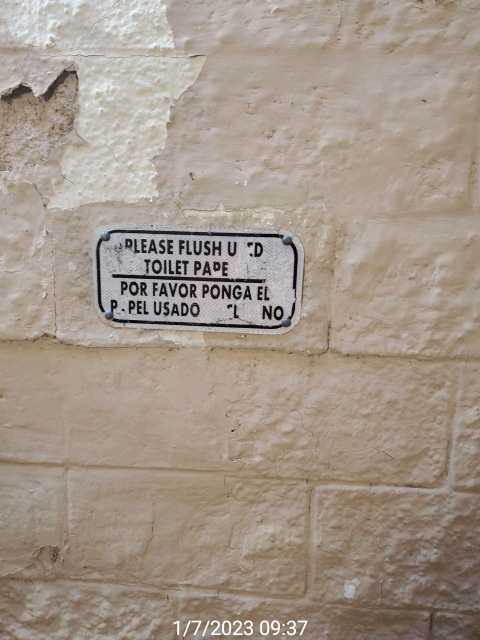 PLEASE FLUSH
TOILET
POR FAVOR PONGA EL
USADO
1/7/2023 09:37